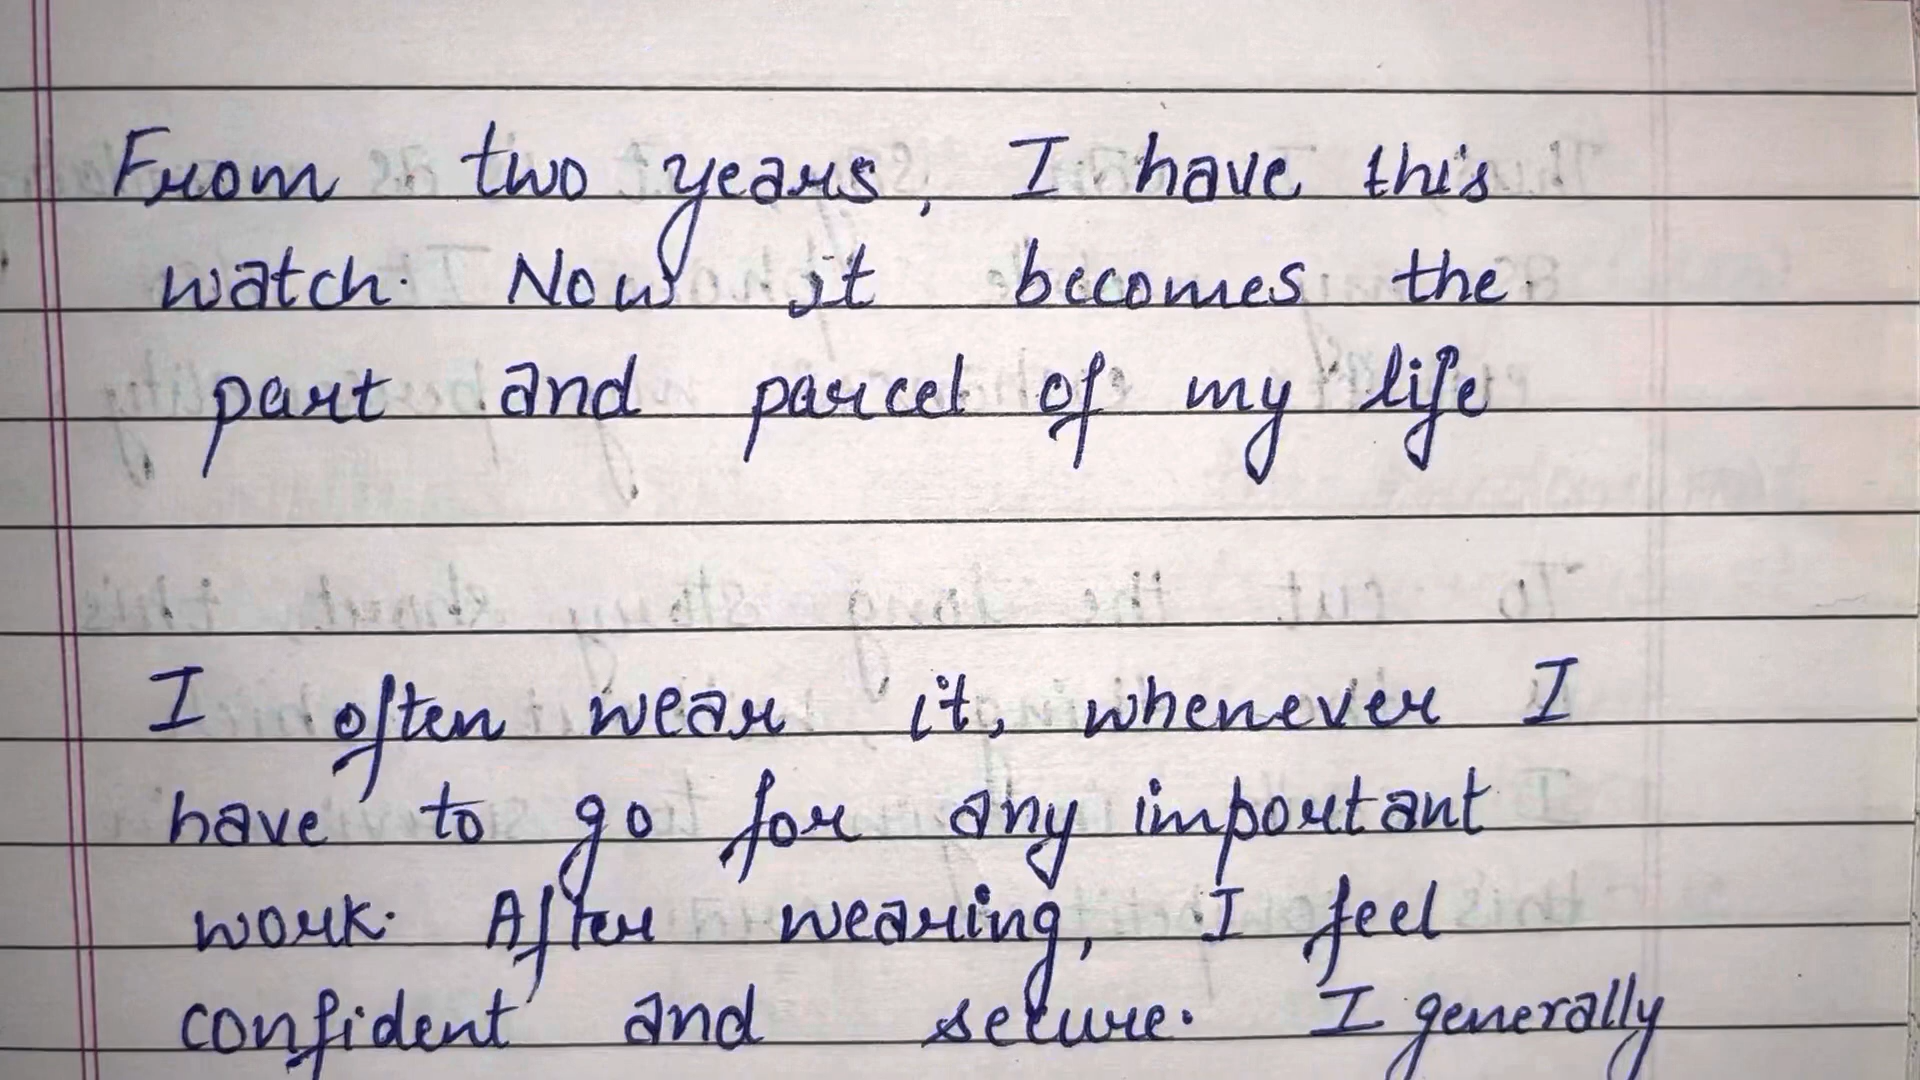 From two years, I have this
watch. Now it becomes the
part and parcel of my life
I often wear it, whenever I
have to go for any important
work. After wearing, I feel
confident and secure. I generally